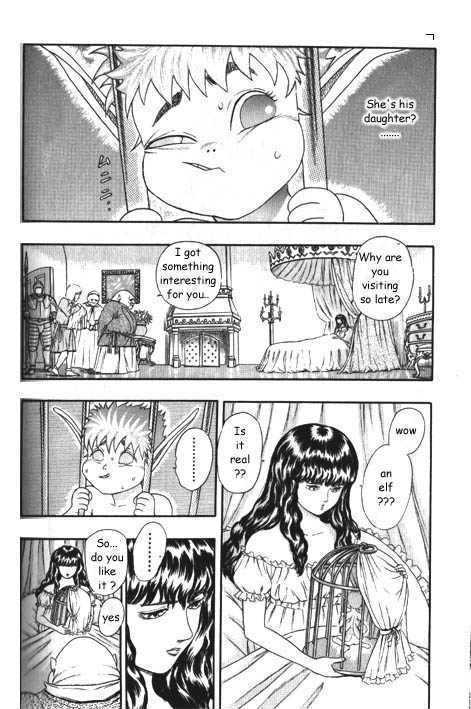 She's his
daughter?
.......
Why are
you
visiting
so late?
I got
something
interesting
for you..
wow
an
elf
???
Is
it
real
??
.........
........
So...
do you
like
it ?
yes